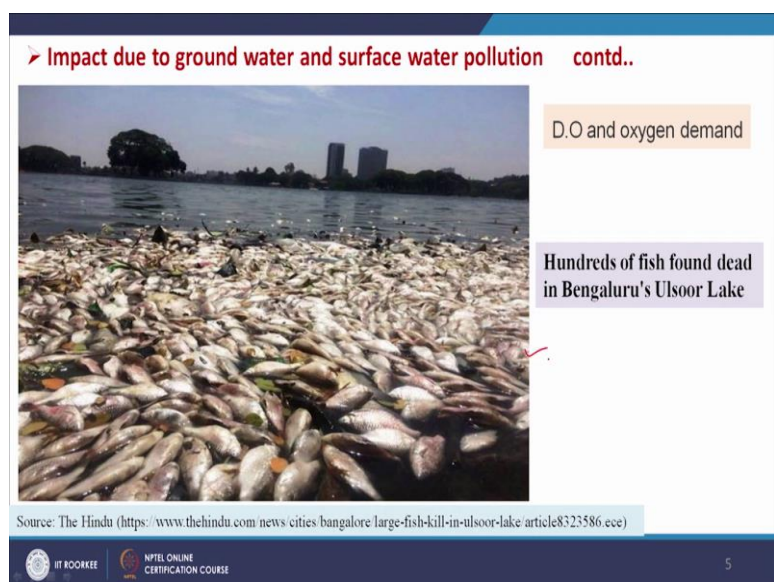 ➢ Impact due to ground water and surface water pollution contd..
D.O and oxygen demand
Hundreds of fish found dead
in Bengaluru's Ulsoor Lake
Source: The Hindu (https://www.thehindu.com/news/cities/bangalore/large-fish-kill-in-ulsoor-lake/article8323586.ece)
IIT ROORKEE
NPTEL ONLINE
CERTIFICATION COURSE
5